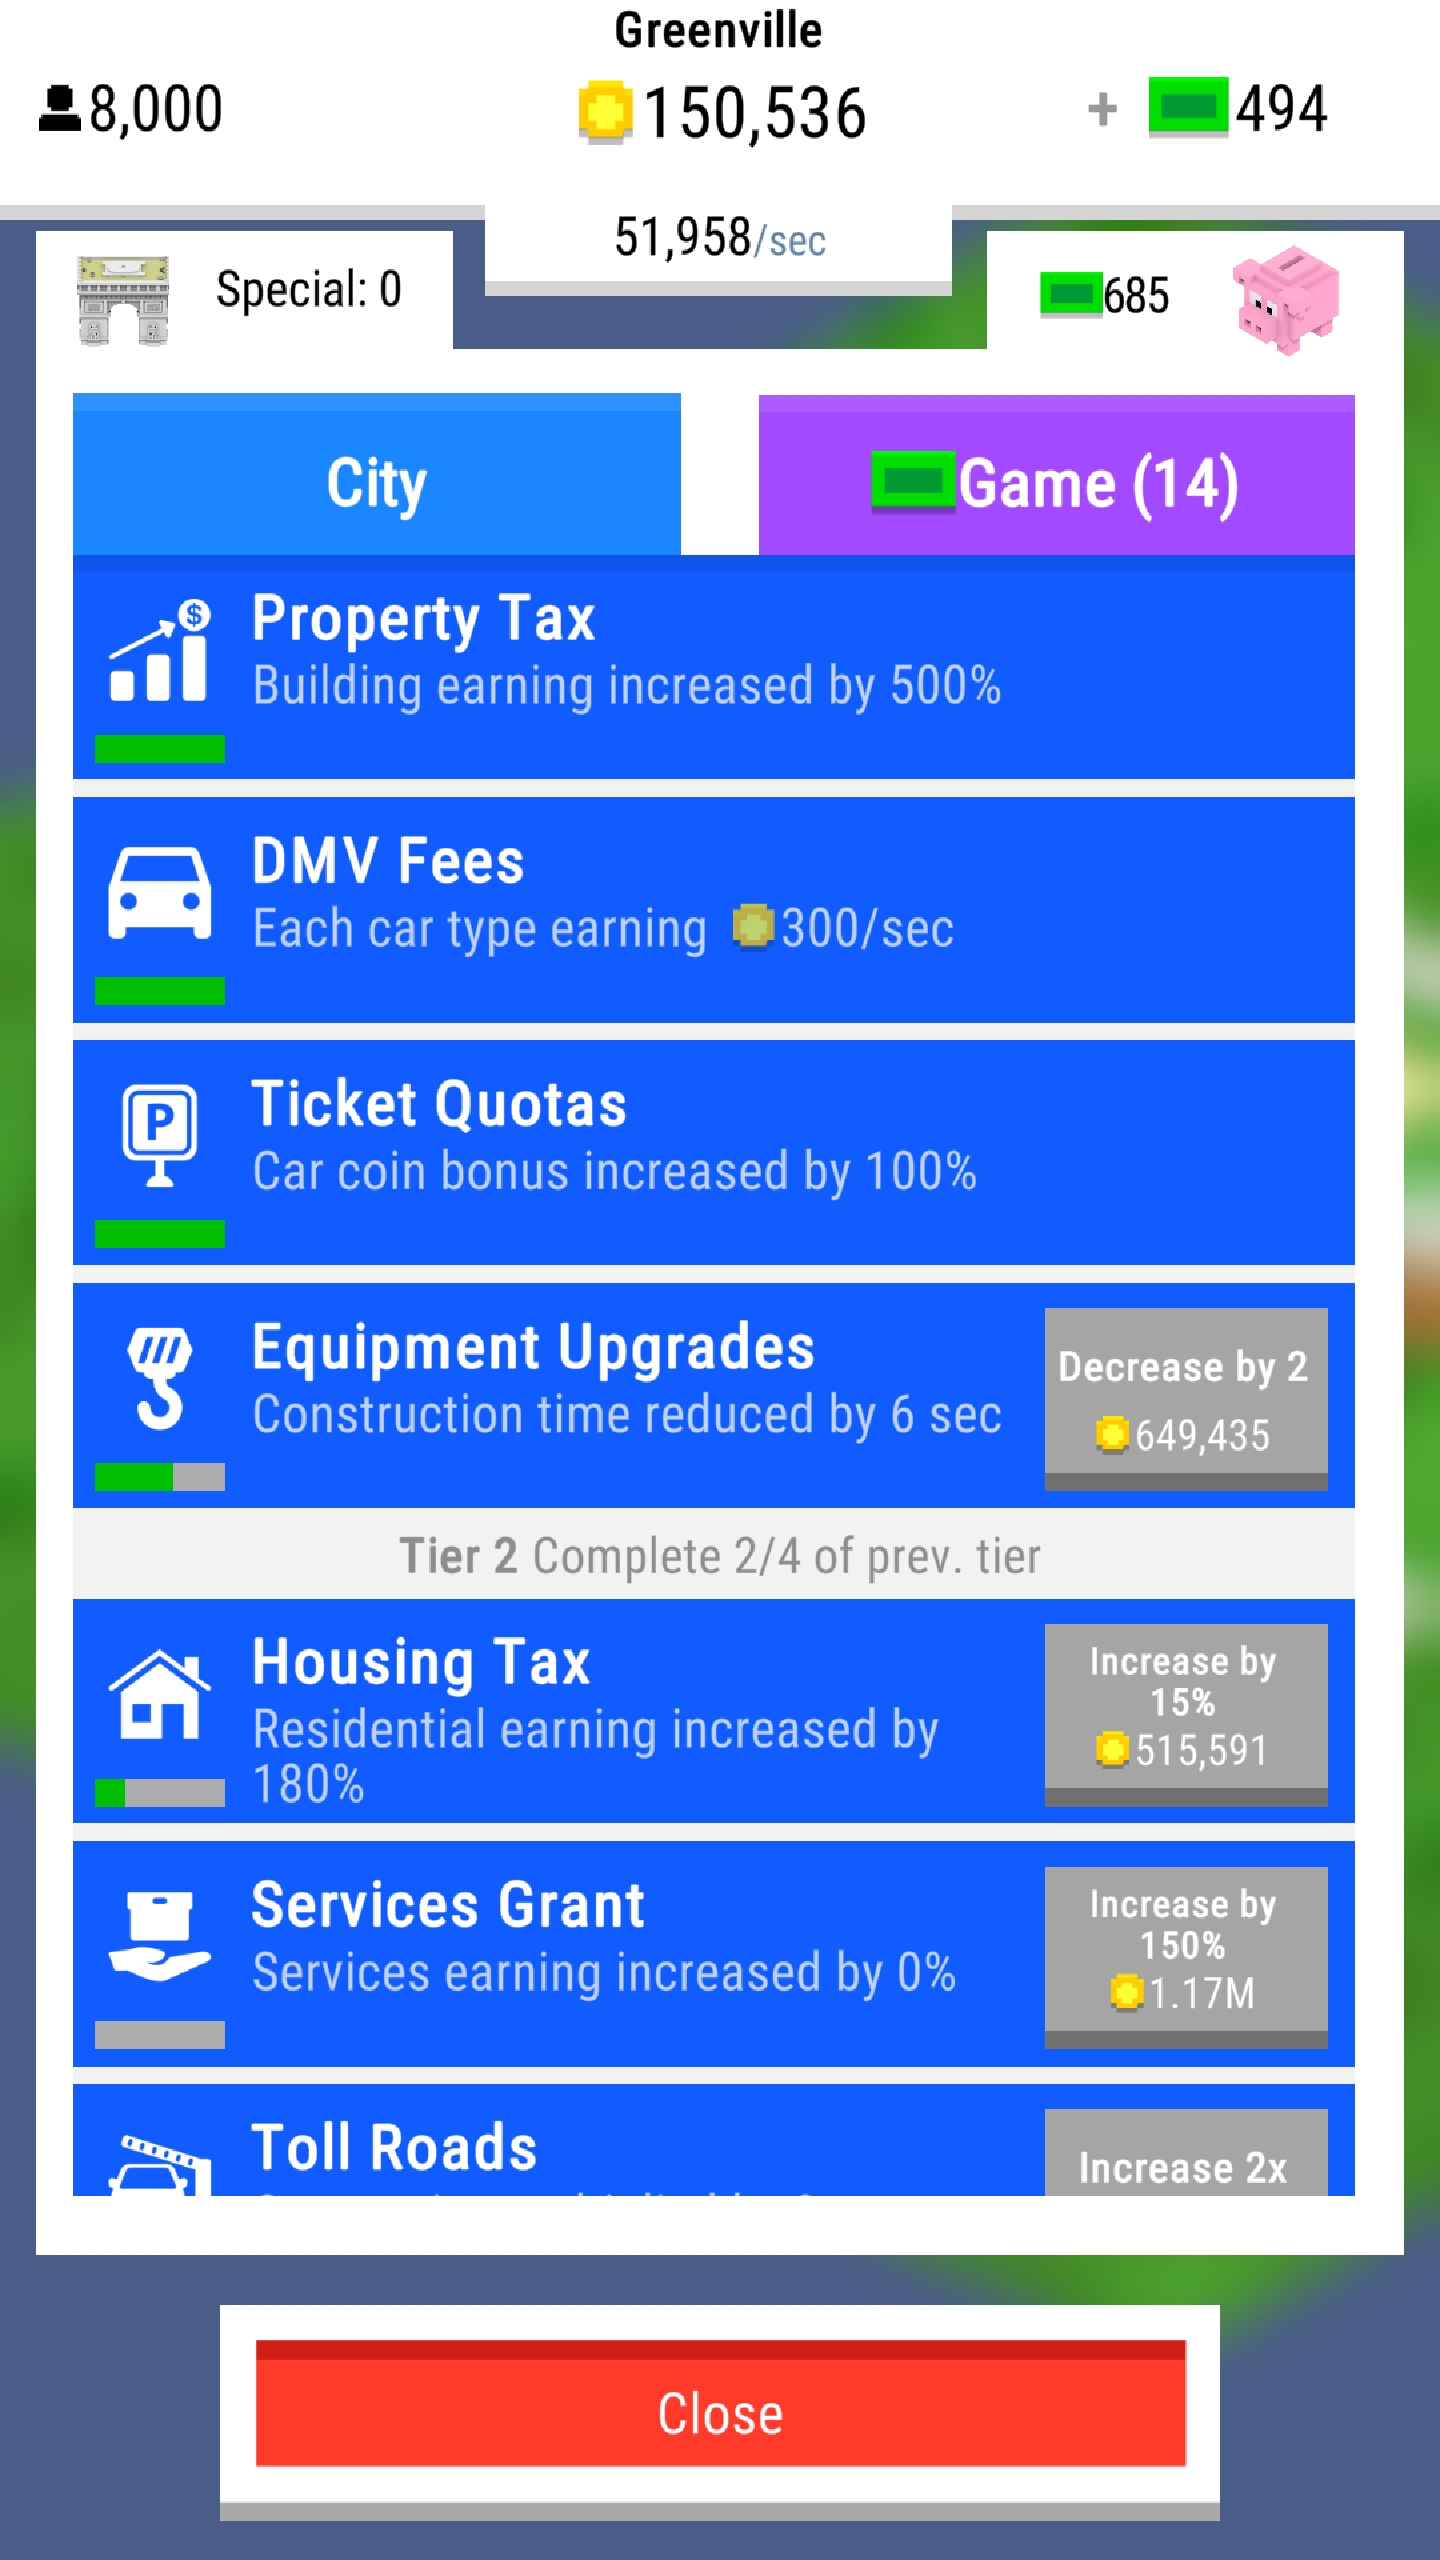 Greenville
8,000
150,536
+ 494
51,958/sec
Special: 0
685
City
Game (14)
Property Tax
Building earning increased by 500%
DMV Fees
Each car type earning 300/sec
Ticket Quotas
Car coin bonus increased by 100%
Equipment Upgrades
Construction time reduced by 6 sec
Decrease by 2
649,435
Tier 2 Complete 2/4 of prev. tier
Housing Tax
Residential earning increased by
180%
Increase by
15%
515,591
Services Grant
Services earning increased by 0%
Increase by
150%
1.17M
Toll Roads
Increase 2x
Close